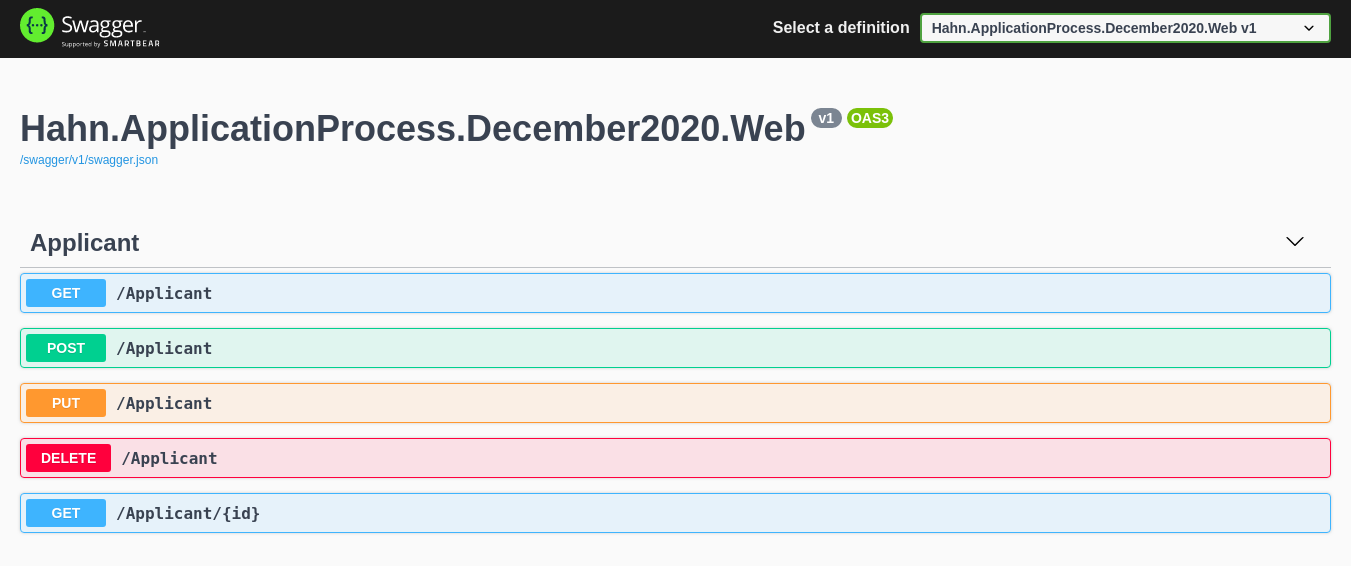 Swagger.
Supported by SMARTBEAR
Select a definition
Hahn.ApplicationProcess.December2020.Web v1
Hahn.ApplicationProcess.December2020.Web v1 OAS3
/swagger/v1/swagger.json
Applicant
GET /Applicant
POST /Applicant
PUT /Applicant
DELETE /Applicant
GET /Applicant/{id}